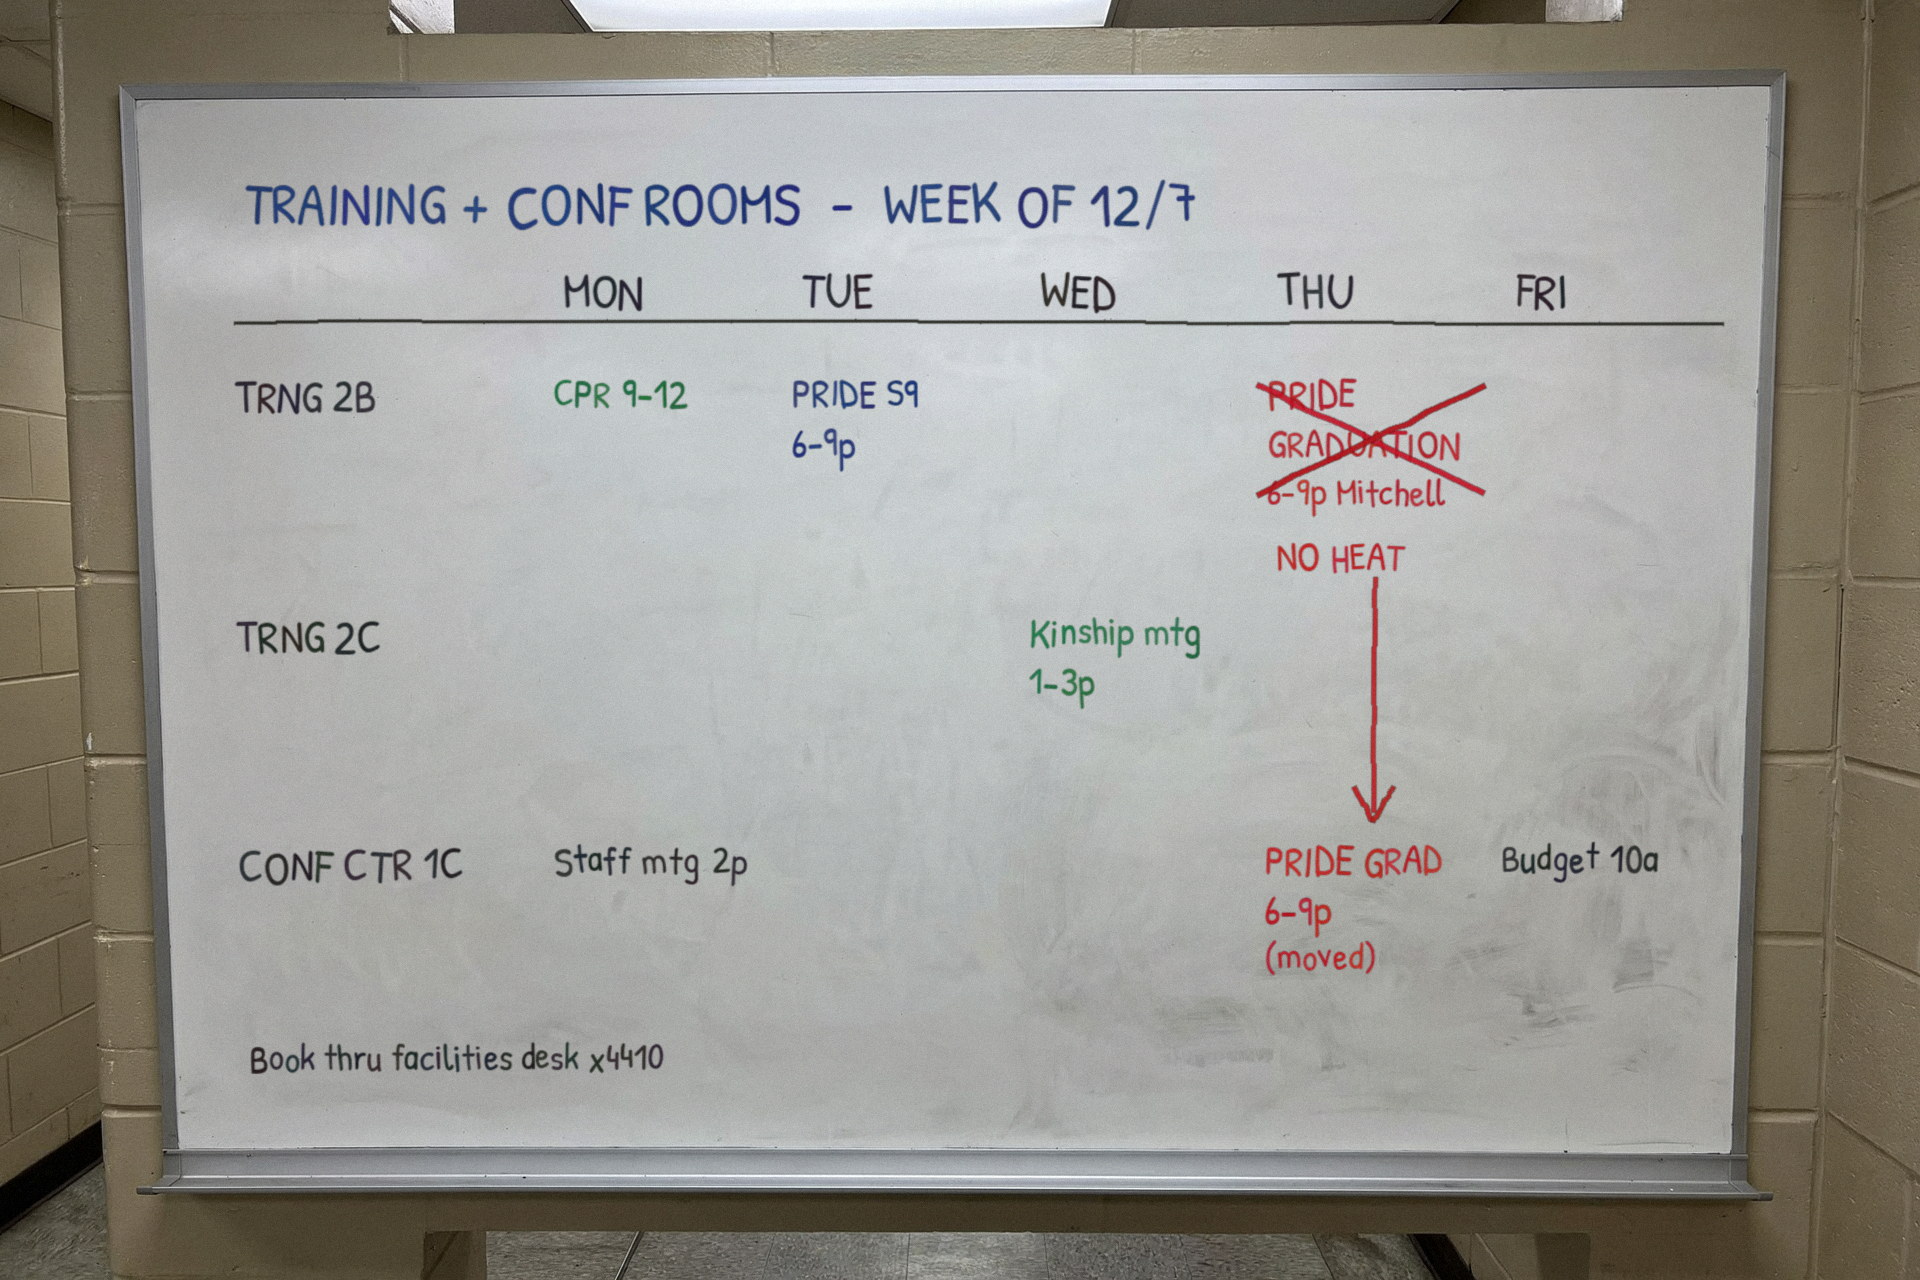 TRAINING + CONF ROOMS - WEEK OF 12/7
MON TUE WED THU FRI
TRNG 2B CPR 9-12 PRIDE S9 PRIDE
6-9p GRADUATION
6-9p Mitchell
NO HEAT
TRNG 2C Kinship mtg
1-3p
CONF CTR 1C Staff mtg 2p PRIDE GRAD Budget 10a
6-9p
(moved)
Book thru facilities desk x4410